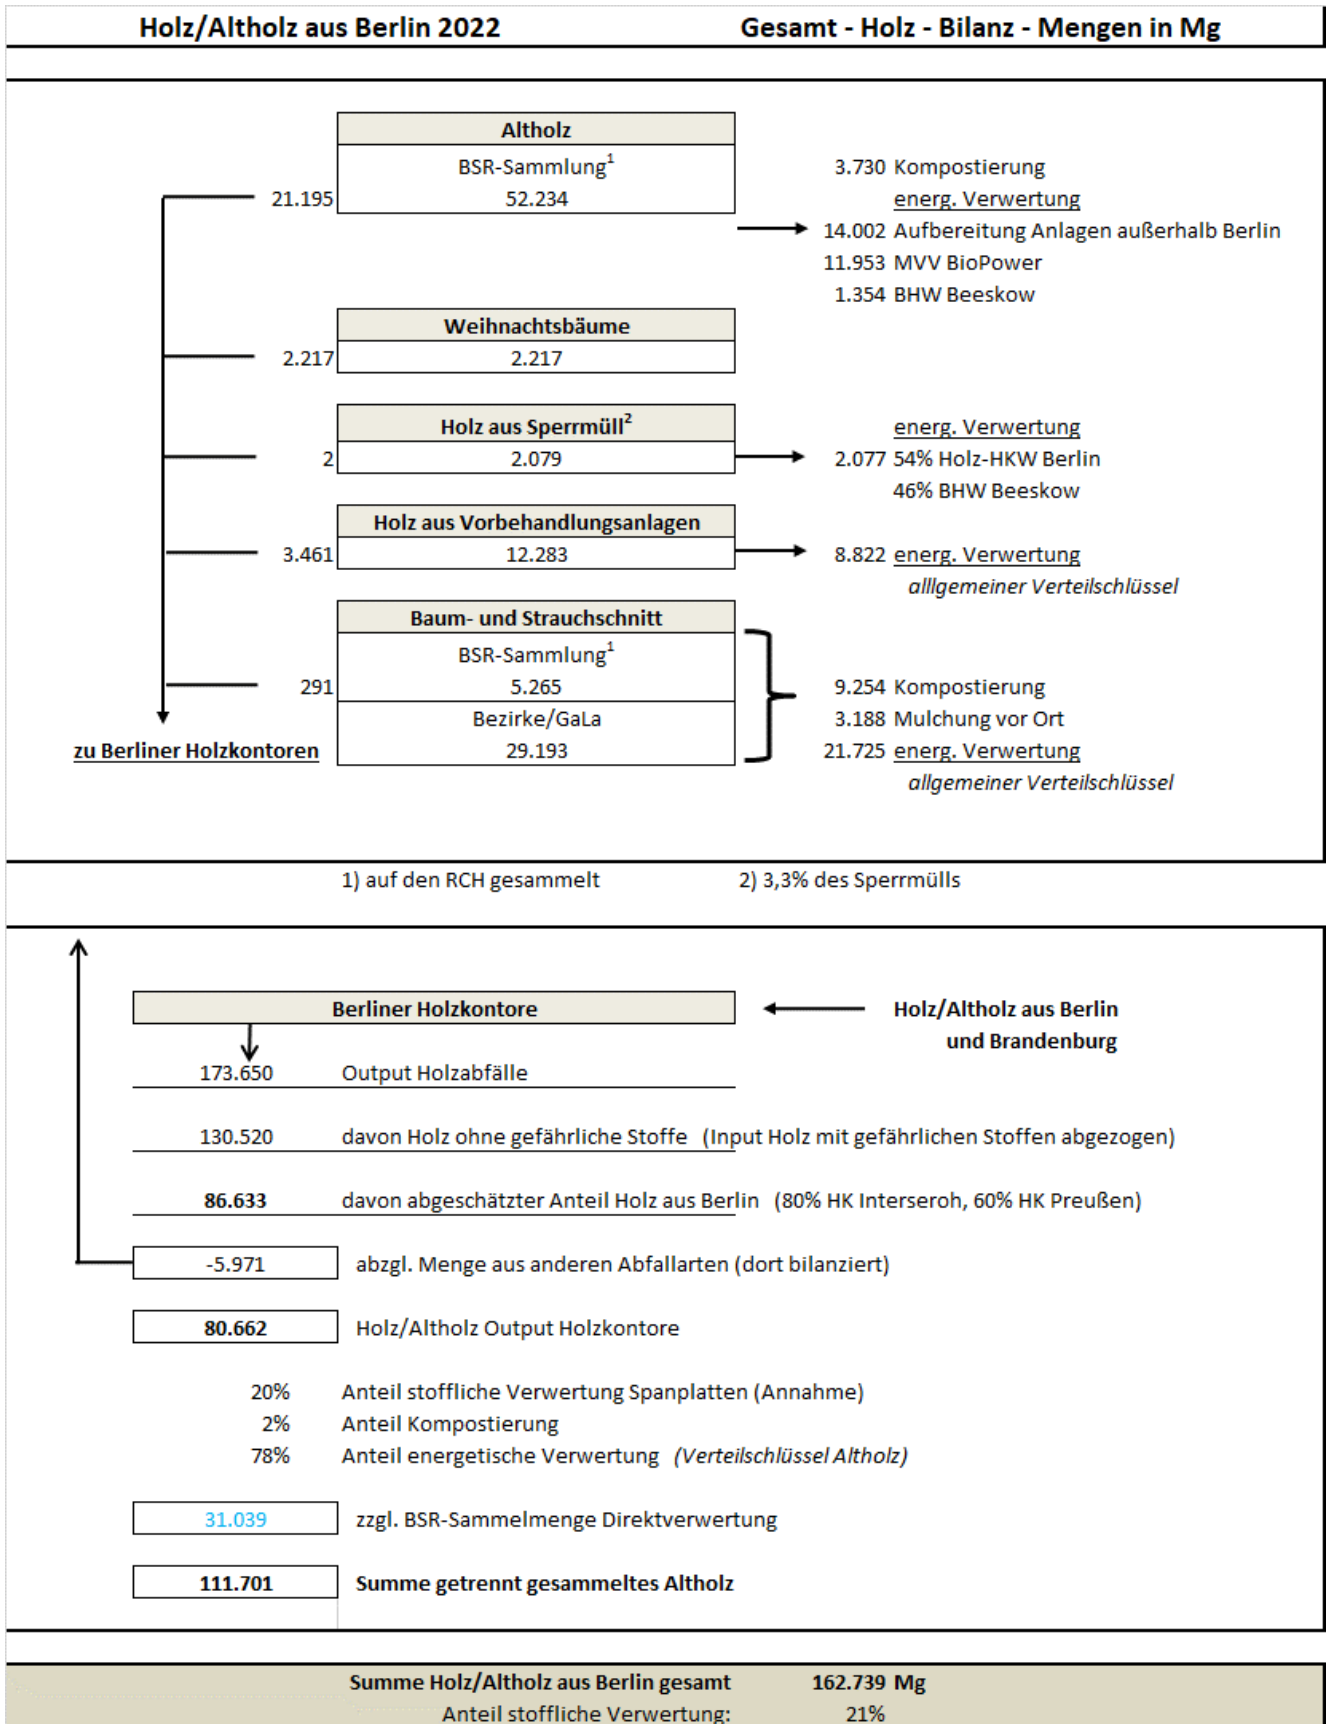 Holz/Altholz aus Berlin 2022 Gesamt - Holz - Bilanz - Mengen in Mg
Altholz
BSR-Sammlung¹ 3.730 Kompostierung
21.195 52.234 energ. Verwertung
14.002 Aufbereitung Anlagen außerhalb Berlin
11.953 MVV BioPower
1.354 BHW Beeskow
Weihnachtsbäume
2.217 2.217
Holz aus Sperrmüll² energ. Verwertung
2 2.079 2.077 54% Holz-HKW Berlin
46% BHW Beeskow
Holz aus Vorbehandlungsanlagen
3.461 12.283 8.822 energ. Verwertung
alllgemeiner Verteilschlüssel
Baum- und Strauchschnitt
BSR-Sammlung¹
291 5.265 9.254 Kompostierung
Bezirke/GaLa 3.188 Mulchung vor Ort
zu Berliner Holzkontoren 29.193 21.725 energ. Verwertung
allgemeiner Verteilschlüssel
1) auf den RCH gesammelt 2) 3,3% des Sperrmülls
Berliner Holzkontore Holz/Altholz aus Berlin
und Brandenburg
173.650 Output Holzabfälle
130.520 davon Holz ohne gefährliche Stoffe (Input Holz mit gefährlichen Stoffen abgezogen)
86.633 davon abgeschätzter Anteil Holz aus Berlin (80% HK Interseroh, 60% HK Preußen)
-5.971 abzgl. Menge aus anderen Abfallarten (dort bilanziert)
80.662 Holz/Altholz Output Holzkontore
20% Anteil stoffliche Verwertung Spanplatten (Annahme)
2% Anteil Kompostierung
78% Anteil energetische Verwertung (Verteilschlüssel Altholz)
31.039 zzgl. BSR-Sammelmenge Direktverwertung
111.701 Summe getrennt gesammeltes Altholz
Summe Holz/Altholz aus Berlin gesamt 162.739 Mg
Anteil stoffliche Verwertung: 21%